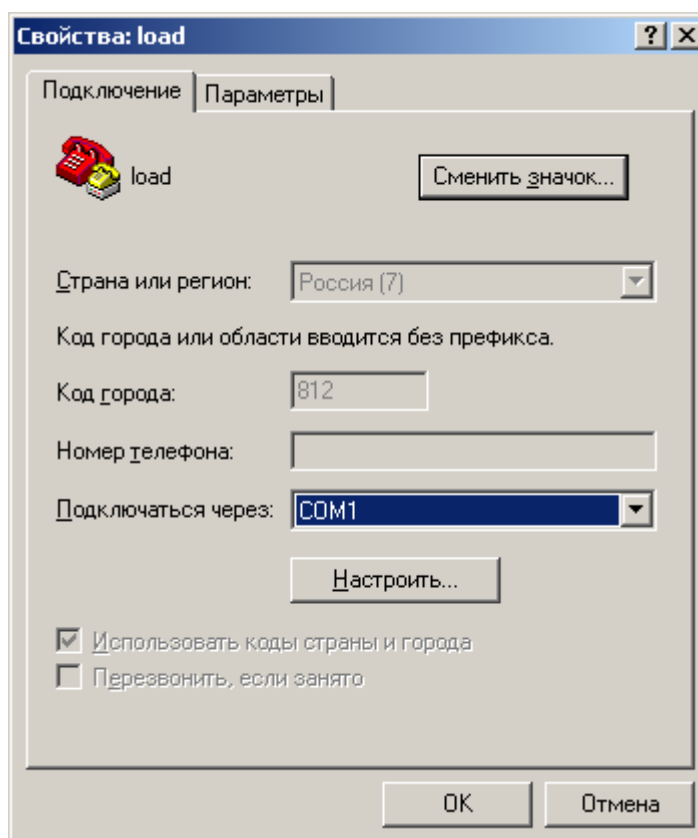 Свойства: load
Подключение Параметры
load Сменить значок...
Страна или регион: Россия (7)
Код города или области вводится без префикса.
Код города: 812
Номер телефона:
Подключаться через: COM1
Настроить...
Использовать коды страны и города
Перезвонить, если занято
OK Отмена